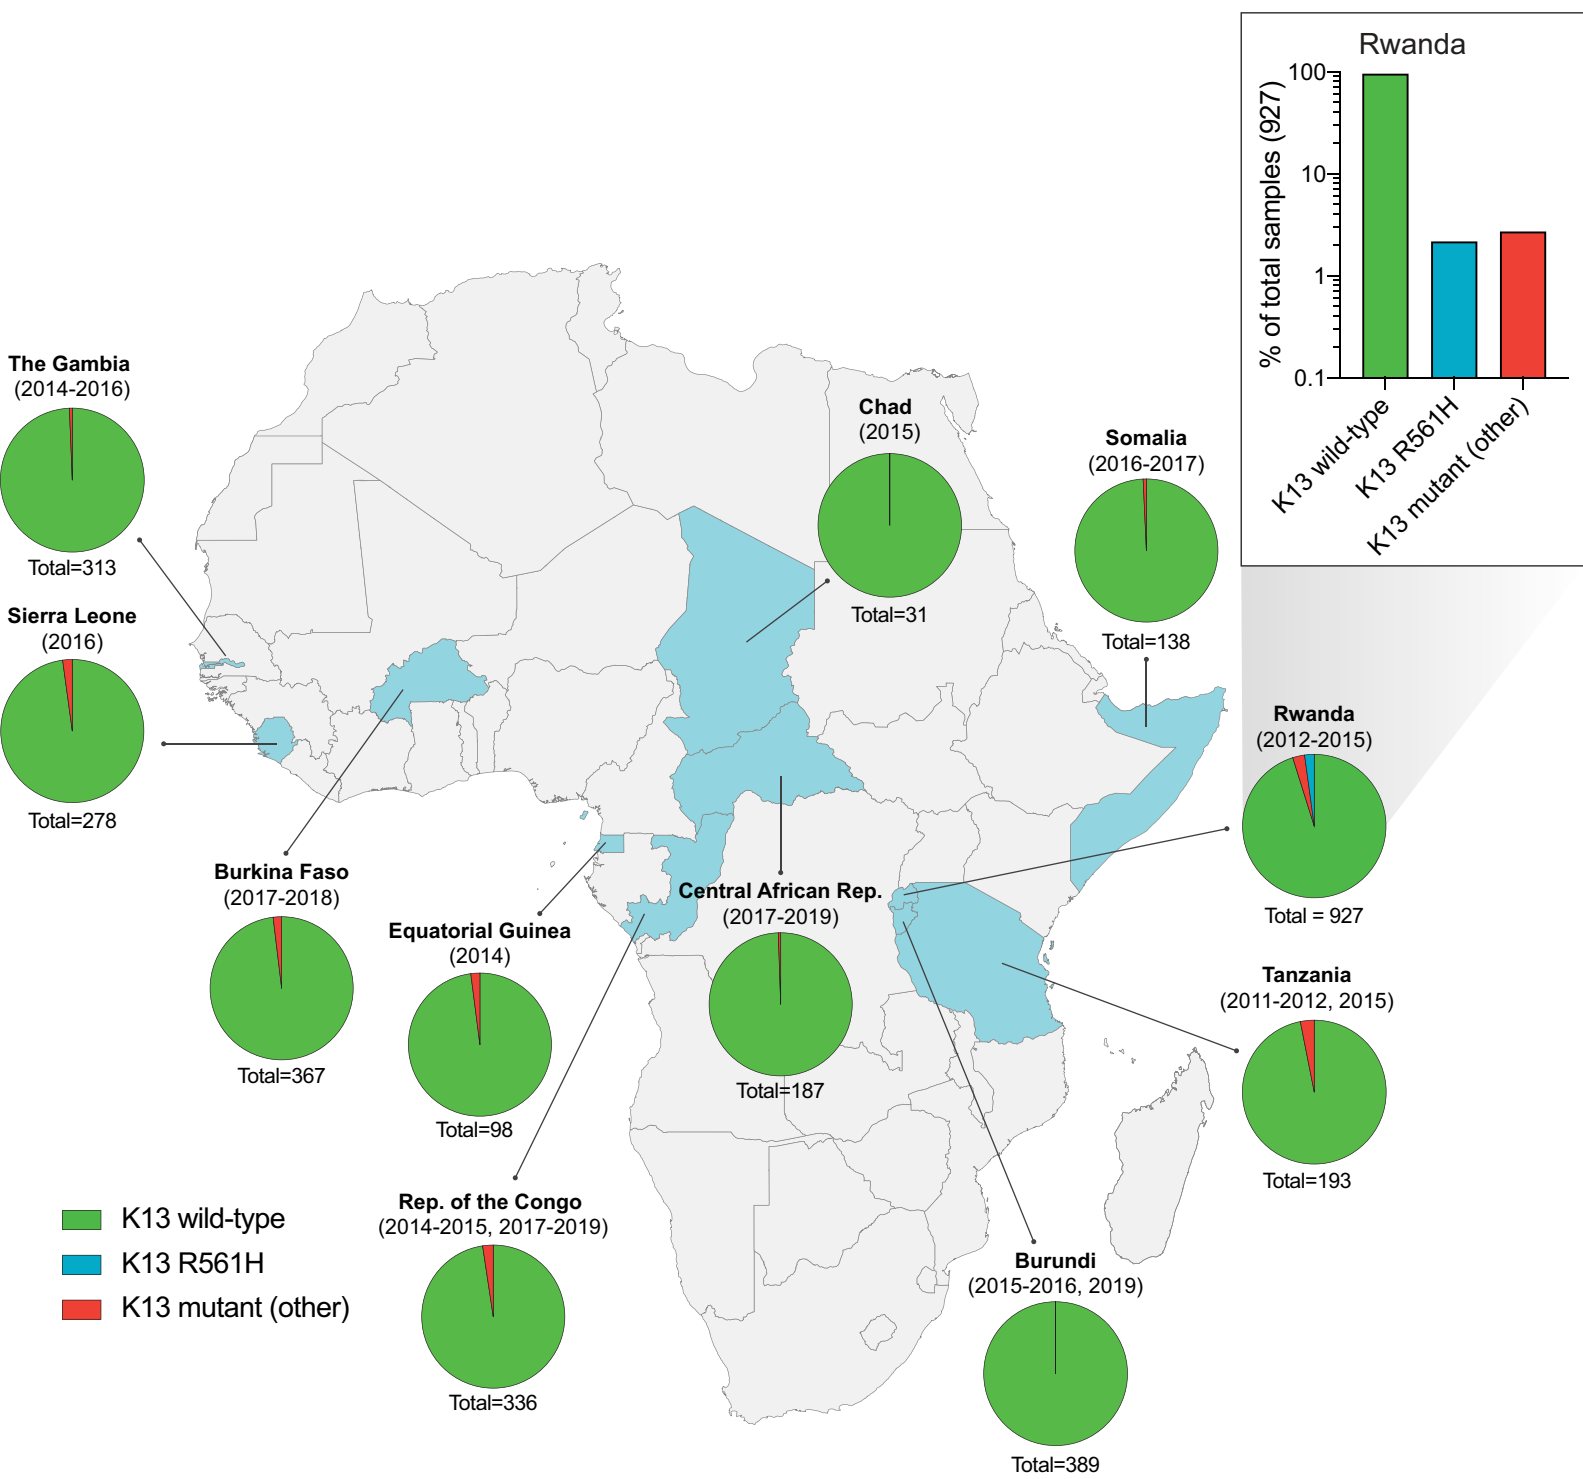 Rwanda
% of total samples (927)
100
10
1
0.1
K13 wild-type
K13 R561H
K13 mutant (other)
The Gambia
(2014-2016)
Total=313
Sierra Leone
(2016)
Total=278
Chad
(2015)
Total=31
Somalia
(2016-2017)
Total=138
Rwanda
(2012-2015)
Total = 927
Burkina Faso
(2017-2018)
Total=367
Equatorial Guinea
(2014)
Total=98
Central African Rep.
(2017-2019)
Total=187
Tanzania
(2011-2012, 2015)
Total=193
Rep. of the Congo
(2014-2015, 2017-2019)
Total=336
Burundi
(2015-2016, 2019)
Total=389
K13 wild-type
K13 R561H
K13 mutant (other)